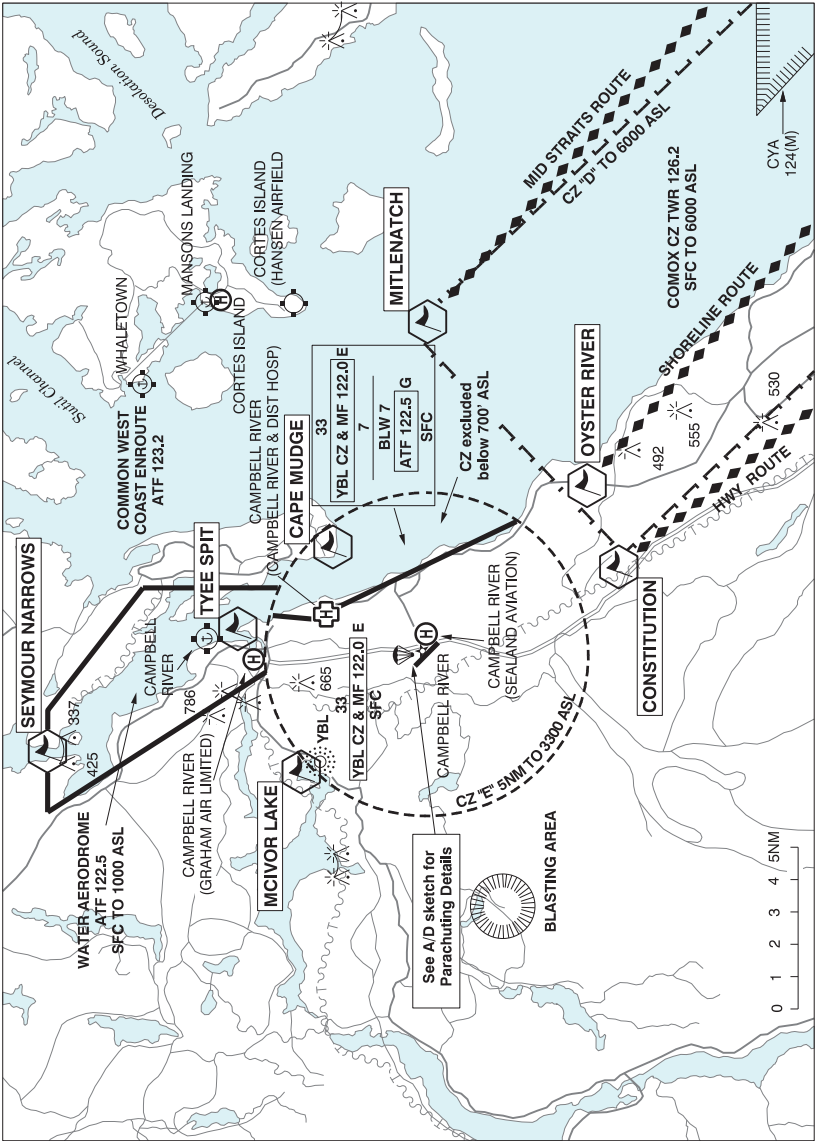 Desolation Sound
Sutil Channel
MANSONS LANDING
WHALETOWN
CORTES ISLAND
CORTES ISLAND
(HANSEN AIRFIELD)
COMMON WEST
COAST ENROUTE
ATF 123.2
MITLENATCH
MID STRAITS ROUTE
CZ "D" TO 6000 ASL
CYA
124(M)
COMOX CZ TWR 126.2
SFC TO 6000 ASL
SHORELINE ROUTE
SEYMOUR NARROWS
TYEE SPIT
CAMPBELL RIVER
(CAMPBELL RIVER & DIST HOSP)
CAPE MUDGE
33
YBL CZ & MF 122.0 E
7
BLW 7
ATF 122.5 G
SFC
CZ excluded
below 700' ASL
OYSTER RIVER
492
555
530
HWY ROUTE
337
425
CAMPBELL
RIVER
786
665
YBL
33
YBL CZ & MF 122.0 E
SFC
CAMPBELL RIVER
CAMPBELL RIVER
SEALAND AVIATION
CONSTITUTION
CZ "E" 5NM TO 3300 ASL
WATER AERODROME
ATF 122.5
SFC TO 1000 ASL
CAMPBELL RIVER
(GRAHAM AIR LIMITED)
MCIVOR LAKE
See A/D sketch for
Parachuting Details
BLASTING AREA
0 1 2 3 4 5NM